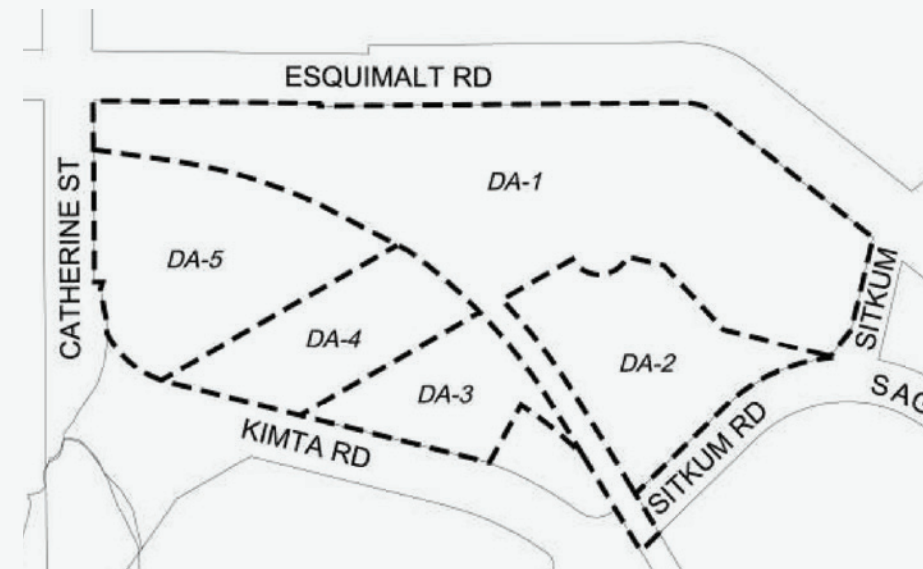 ESQUIMALT RD
DA-1
CATHERINE ST
DA-5
SITKUM
DA-4
DA-2
DA-3
SAG
KIMTA RD
SITKUM RD